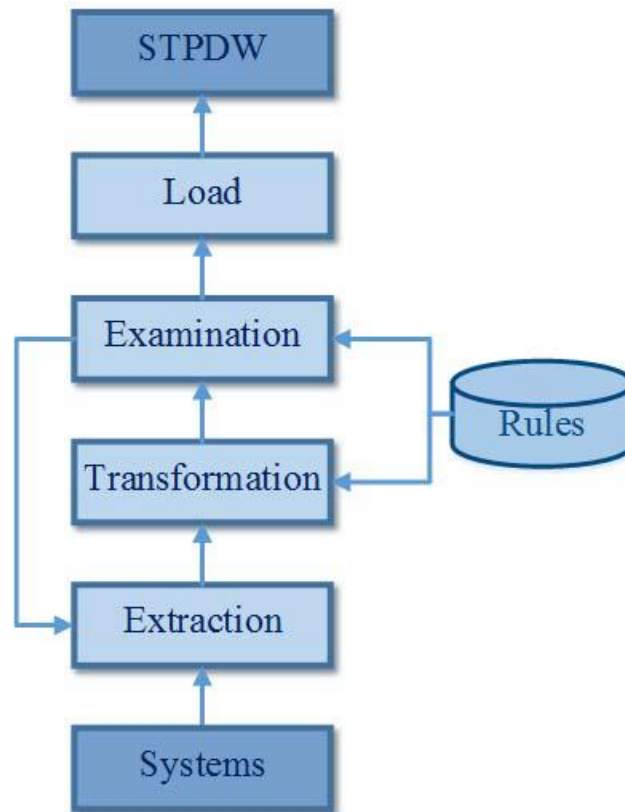 STPDW
Load
Examination
Rules
Transformation
Extraction
Systems